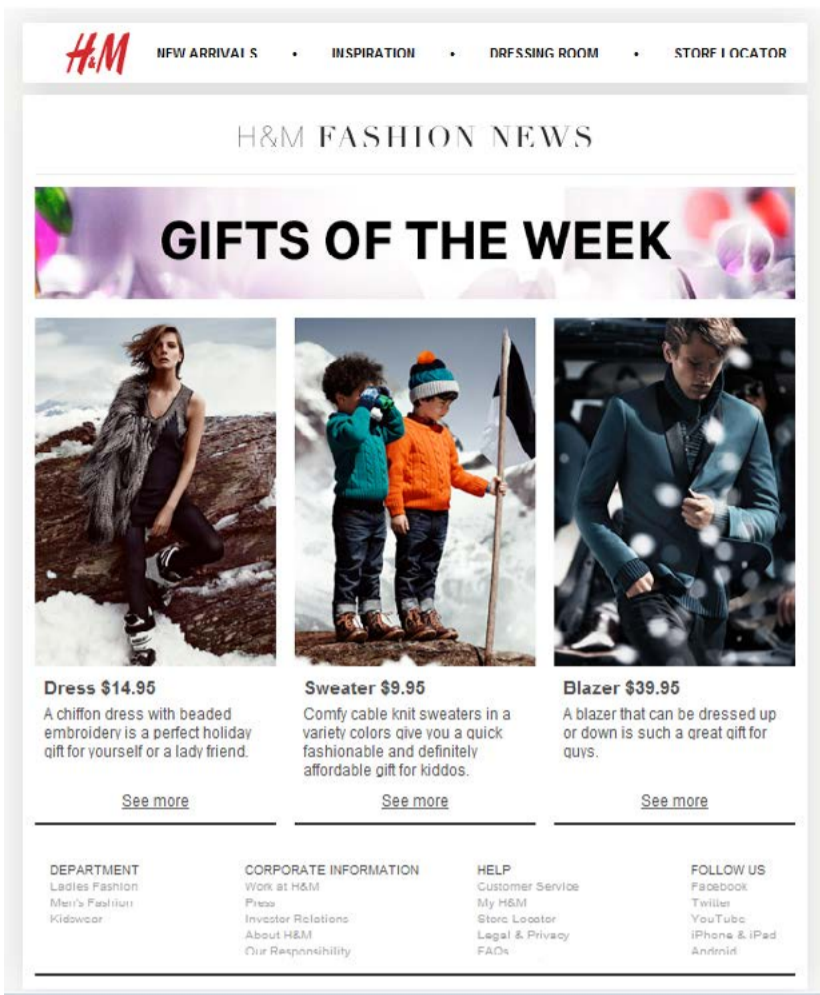 H&M NEW ARRIVALS • INSPIRATION • DRESSING ROOM • STORE LOCATOR
H&M FASHION NEWS
GIFTS OF THE WEEK
Dress $14.95
A chiffon dress with beaded
embroidery is a perfect holiday
gift for yourself or a lady friend.
See more
Sweater $9.95
Comfy cable knit sweaters in a
variety colors give you a quick
fashionable and definitely
affordable gift for kiddos.
See more
Blazer $39.95
A blazer that can be dressed up
or down is such a great gift for
guys.
See more
DEPARTMENT
Ladies Fashion
Men's Fashion
Kidswear
CORPORATE INFORMATION
Work at H&M
Press
Investor Relations
About H&M
Our Responsibility
HELP
Customer Service
My H&M
Store Locator
Legal & Privacy
FAQs
FOLLOW US
Facebook
Twitter
YouTube
iPhone & iPad
Android